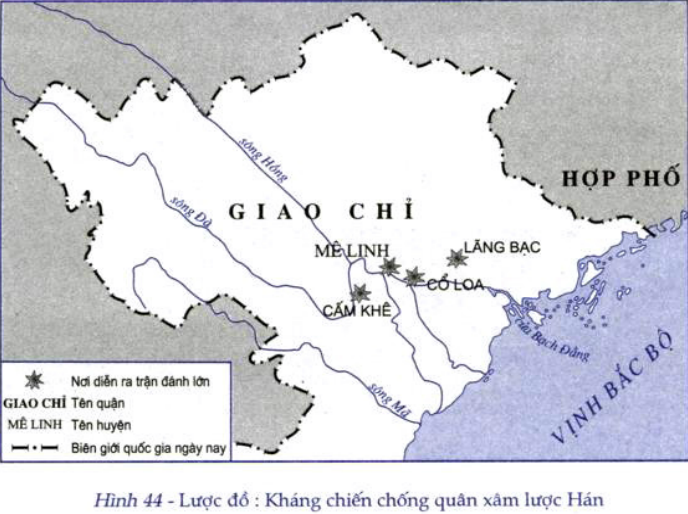 sông Hồng
HỢP PHỐ
sông Đà
GIAO CHỈ
MÊ LINH
LÃNG BẠC
CỔ LOA
CẤM KHÊ
cửa Bạch Đằng
VỊNH BẮC BỘ
sông Mã
Nơi diễn ra trận đánh lớn
GIAO CHỈ Tên quận
MÊ LINH Tên huyện
Biên giới quốc gia ngày nay
Hình 44 - Lược đồ : Kháng chiến chống quân xâm lược Hán